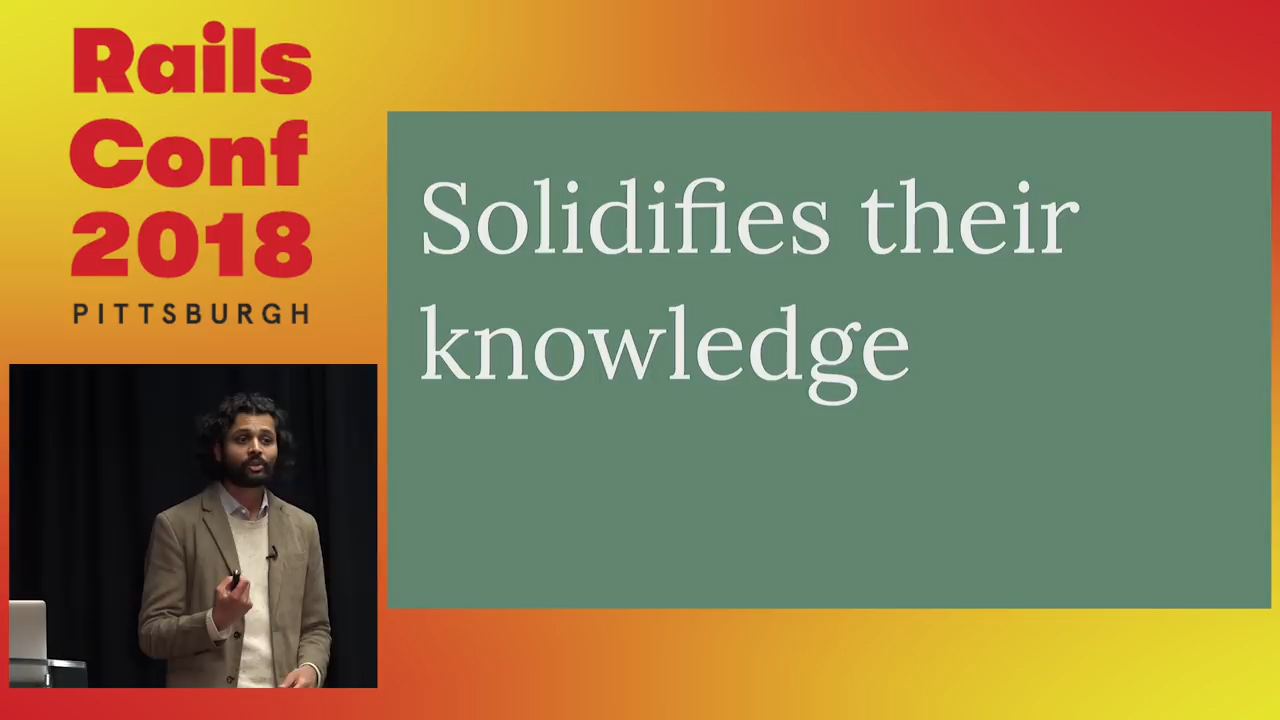 Rails
Conf
2018
PITTSBURGH
Solidifies their
knowledge